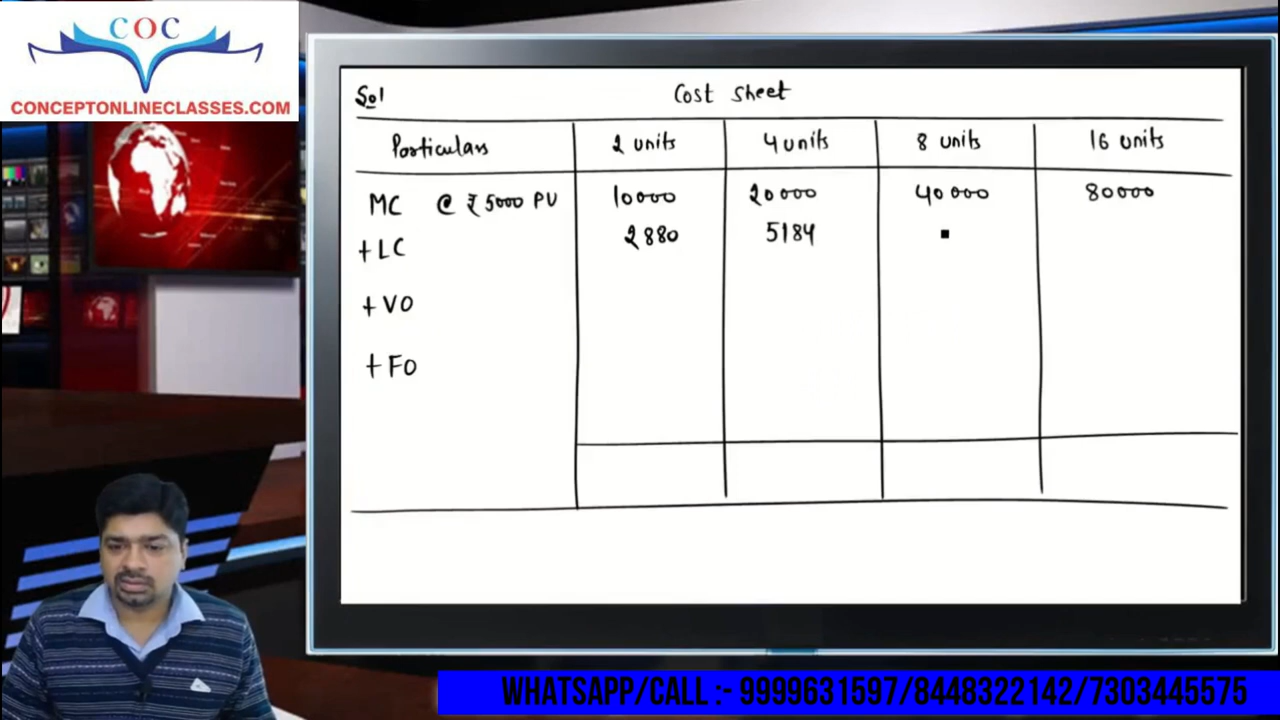 COC
CONCEPTONLINECLASSES.COM
Sol Cost Sheet
Particulars 2 units 4 units 8 units 16 units
MC @ ₹ 5000 PU 10000 20000 40000 80000
+ LC 2880 5184
+ VO
+ FO
WHATSAPP/CALL :- 9999631597/8448322142/7303445575